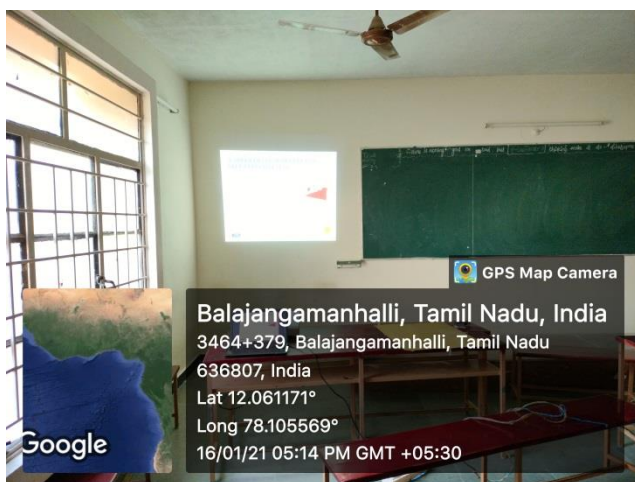 GPS Map Camera
Balajangamanhalli, Tamil Nadu, India
3464+379, Balajangamanhalli, Tamil Nadu
636807, India
Lat 12.061171°
Long 78.105569°
16/01/21 05:14 PM GMT +05:30
Google